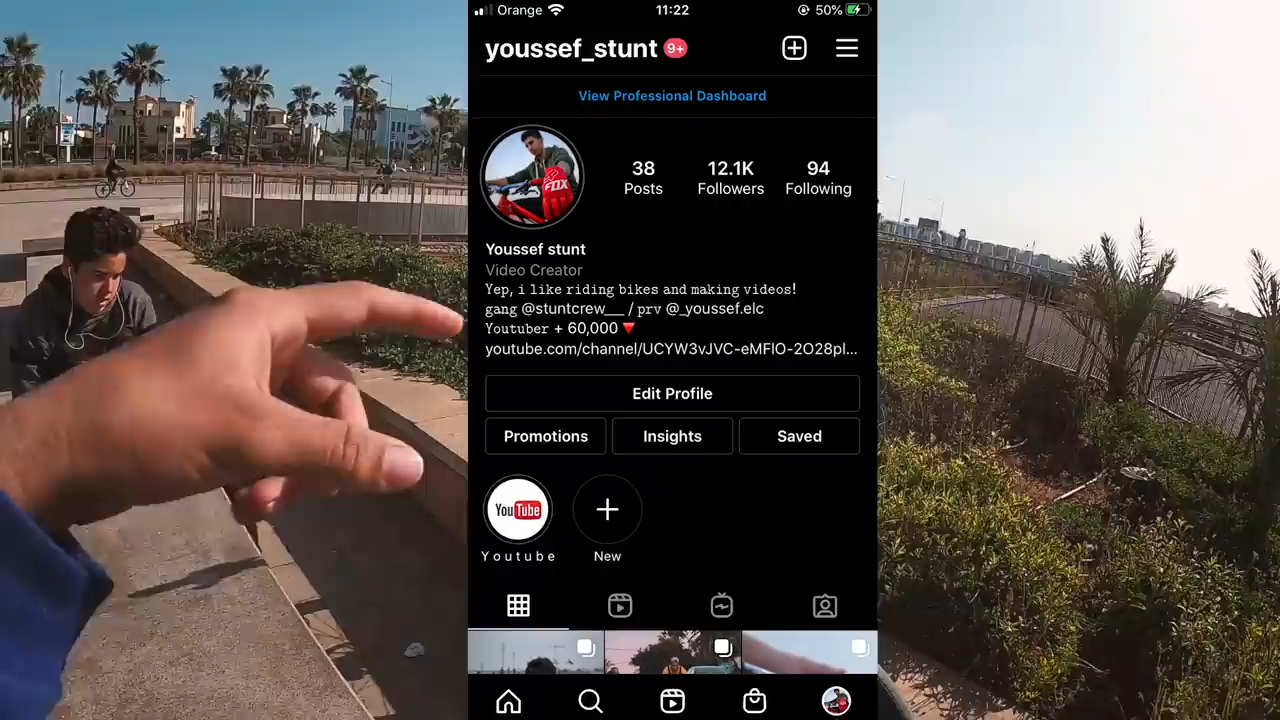 Orange 11:22 50%
youssef_stunt 9+
View Professional Dashboard
FOX
38 12.1K 94
Posts Followers Following
Youssef stunt
Video Creator
Yep, i like riding bikes and making videos!
gang @stuntcrew__ / prv @_youssef.elc
Youtuber + 60,000🔻
youtube.com/channel/UCYW3vJVC-eMFlO-2O28pl...
Edit Profile
Promotions Insights Saved
YouTube
Youtube New